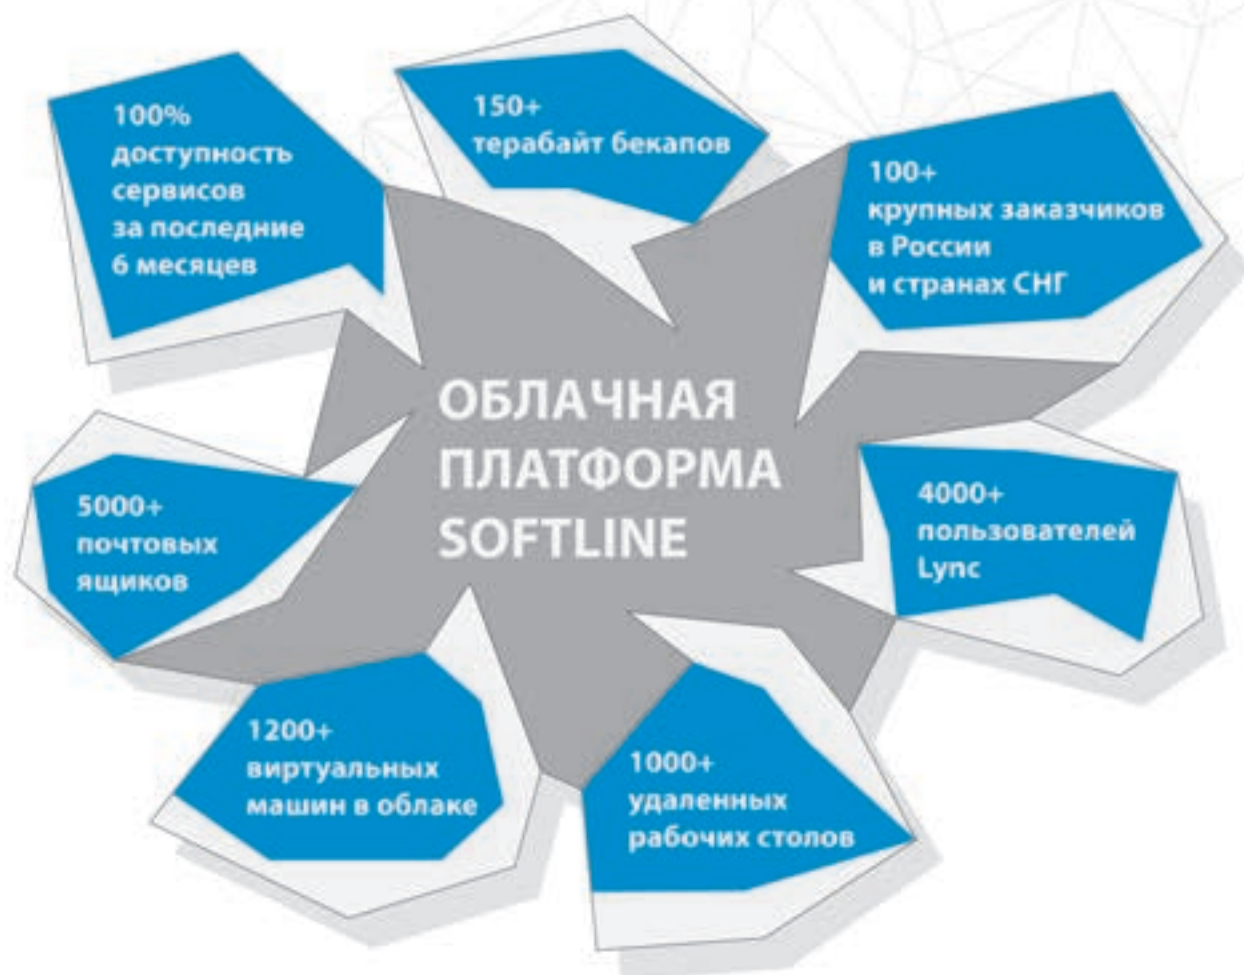 100%
доступность
сервисов
за последние
6 месяцев
150+
терабайт бекапов
100+
крупных заказчиков
в России
и странах СНГ
ОБЛАЧНАЯ
ПЛАТФОРМА
SOFTLINE
5000+
почтовых
ящиков
4000+
пользователей
Lync
1200+
виртуальных
машин в облаке
1000+
удаленных
рабочих столов